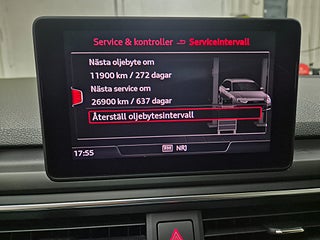 Service & kontroller Serviceintervall
Nästa oljebyte om
11900 km / 272 dagar
Nästa service om
26900 km / 637 dagar
Återställ oljebytesintervall
17:55 NRJ